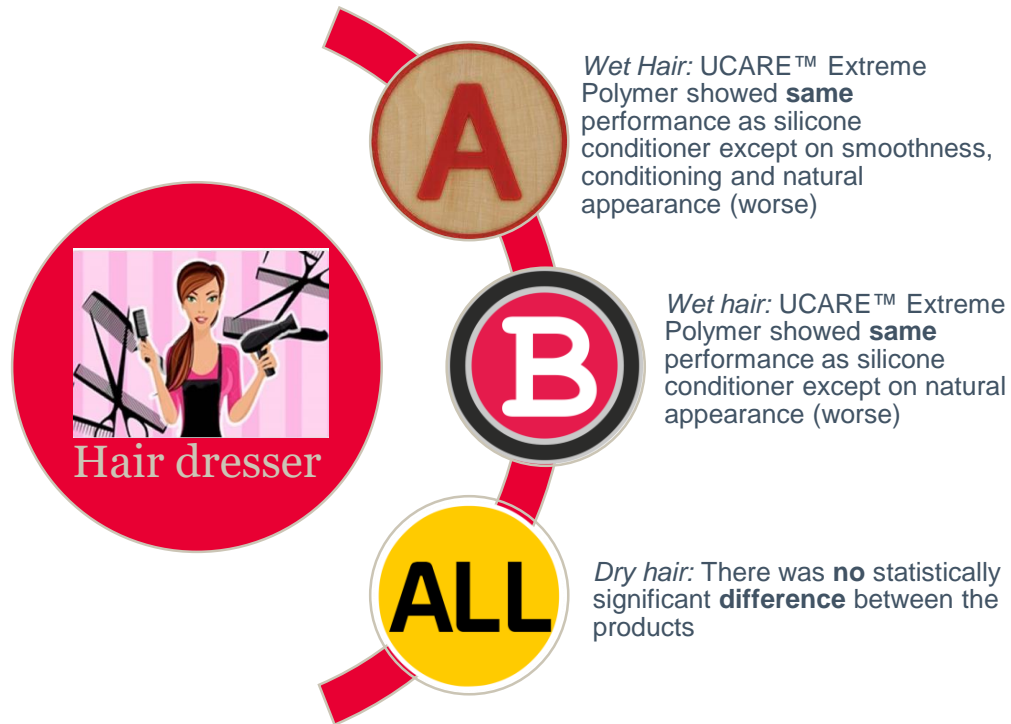 A
Wet Hair: UCARE™ Extreme
Polymer showed same
performance as silicone
conditioner except on smoothness,
conditioning and natural
appearance (worse)
Hair dresser
B
Wet hair: UCARE™ Extreme
Polymer showed same
performance as silicone
conditioner except on natural
appearance (worse)
ALL
Dry hair: There was no statistically
significant difference between the
products